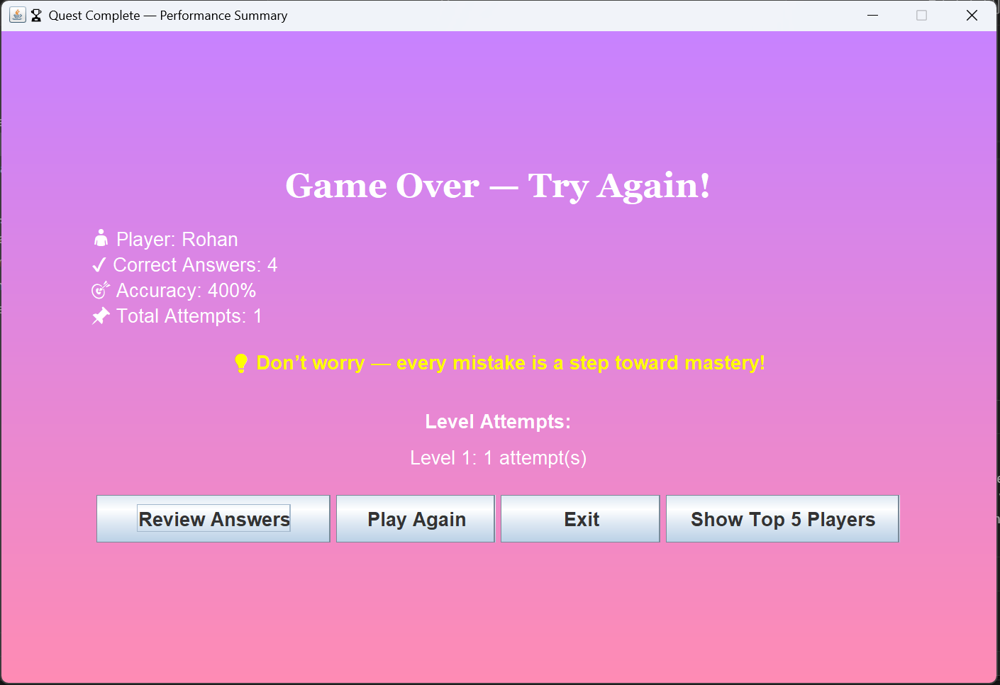 Quest Complete — Performance Summary
Game Over — Try Again!
Player: Rohan
Correct Answers: 4
Accuracy: 400%
Total Attempts: 1
Don’t worry — every mistake is a step toward mastery!
Level Attempts:
Level 1: 1 attempt(s)
Review Answers
Play Again
Exit
Show Top 5 Players